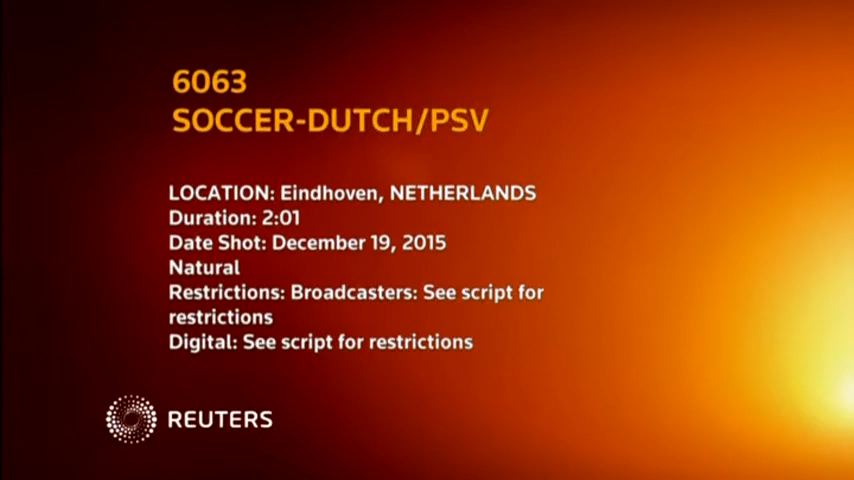 6063
SOCCER-DUTCH/PSV
LOCATION: Eindhoven, NETHERLANDS
Duration: 2:01
Date Shot: December 19, 2015
Natural
Restrictions: Broadcasters: See script for
restrictions
Digital: See script for restrictions
REUTERS